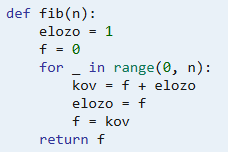 def fib(n):
    elozo = 1
    f = 0
    for _ in range(0, n):
        kov = f + elozo
        elozo = f
        f = kov
    return f